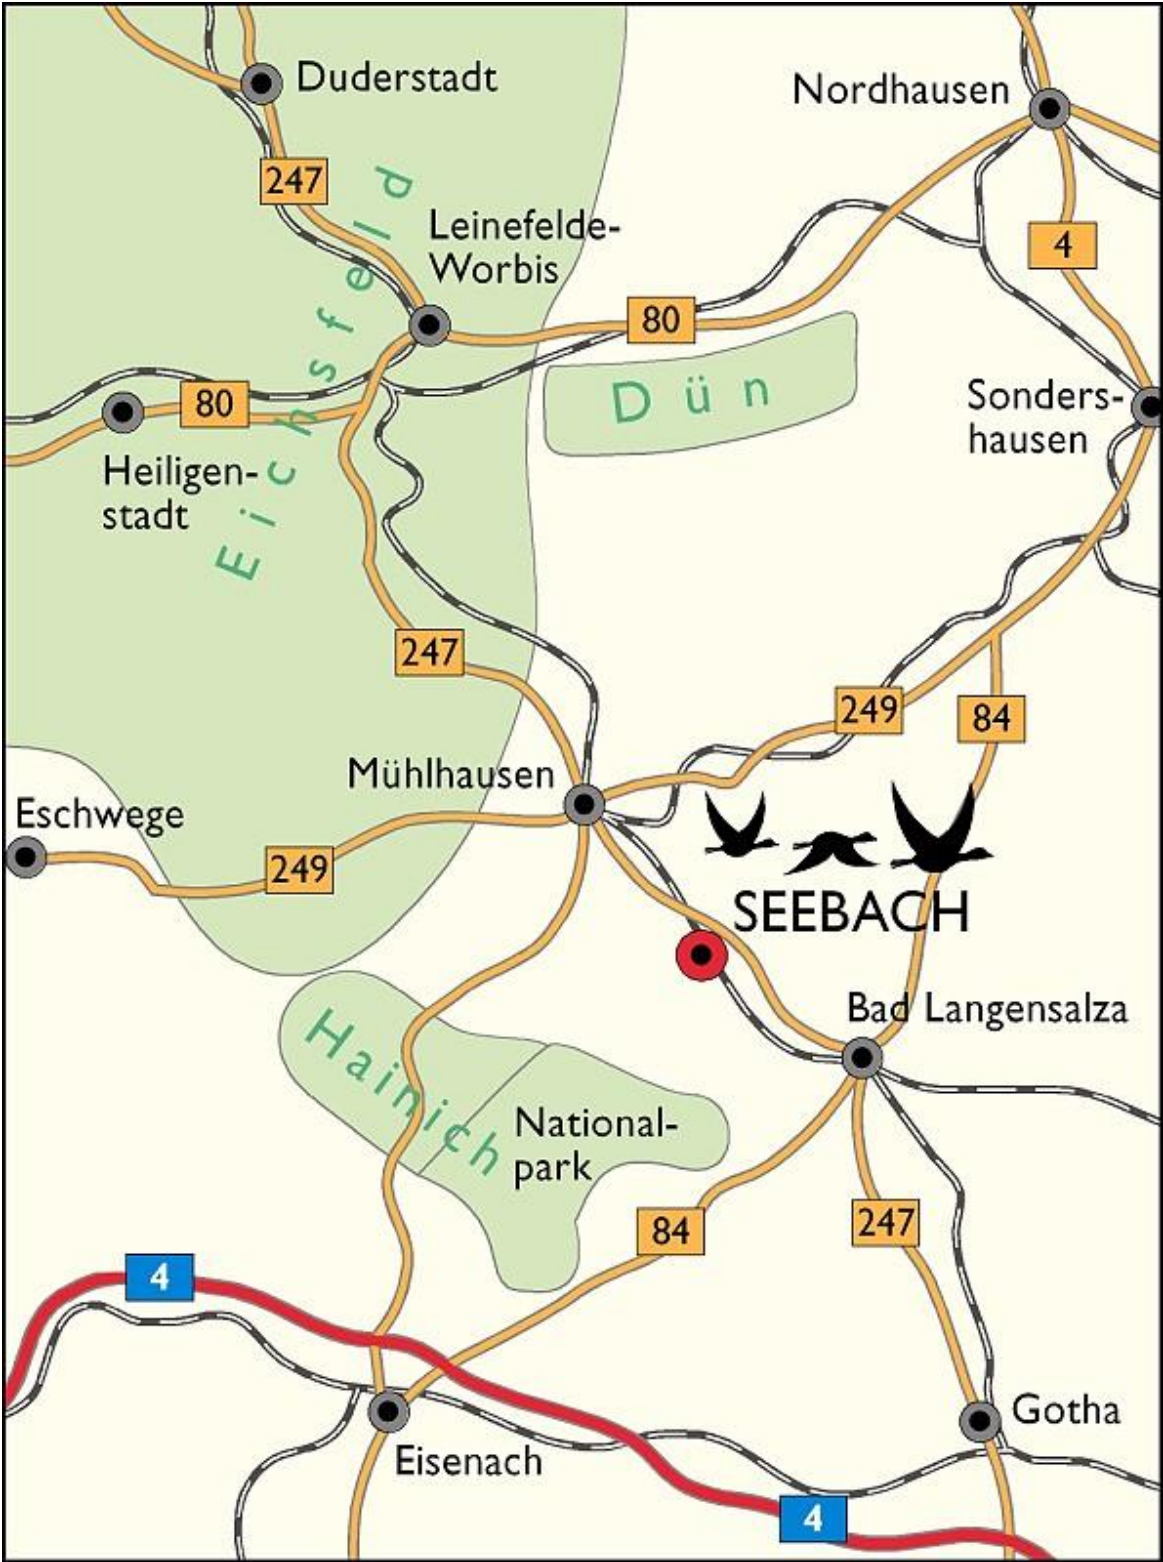 Duderstadt
Nordhausen
247
Leinefelde-
Worbis
4
80
Eichsfeld
Dün
80
Sonders-
hausen
Heiligen-
stadt
247
249
84
Mühlhausen
Eschwege
249
SEEBACH
Bad Langensalza
Hainich
National-
park
84
247
4
Gotha
Eisenach
4